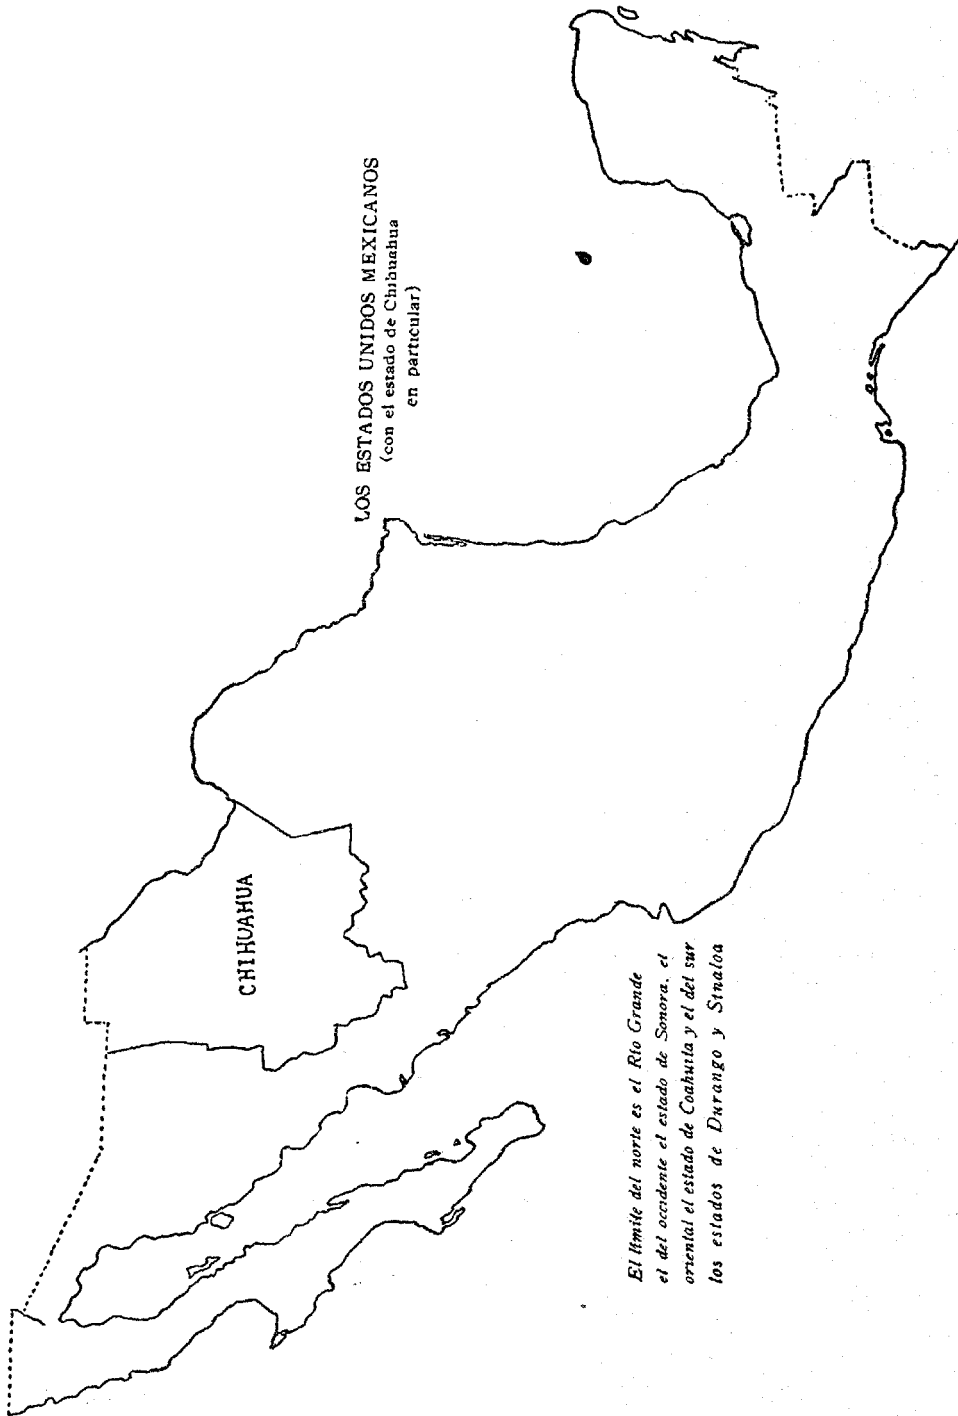 LOS ESTADOS UNIDOS MEXICANOS
(con el estado de Chihuahua
en particular)
CHIHUAHUA
El límite del norte es el Río Grande
el del occidente el estado de Sonora, el
oriental el estado de Coahuila y el del sur
los estados de Durango y Sinaloa